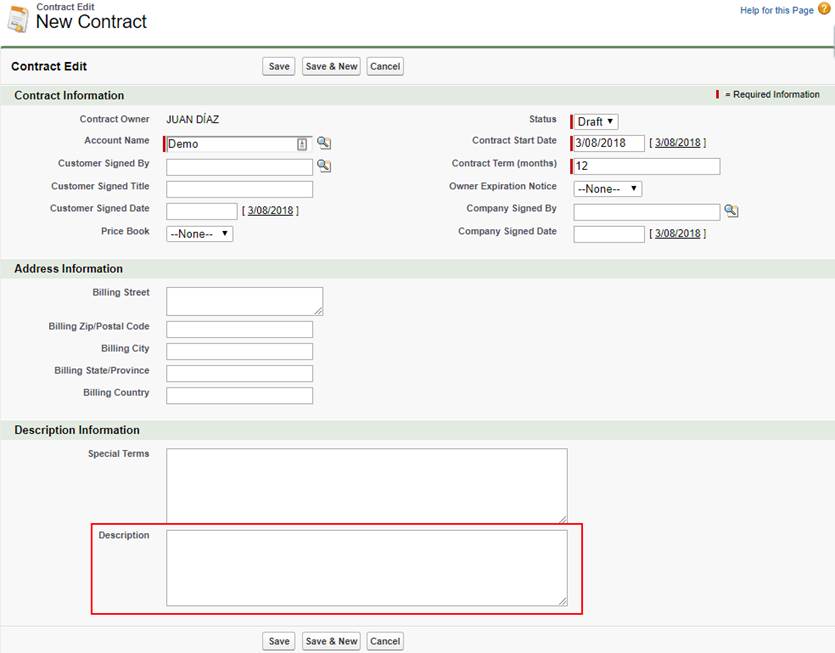 Contract Edit
New Contract
Help for this Page
Contract Edit
Save
Save & New
Cancel
Contract Information
= Required Information
Contract Owner JUAN DÍAZ
Status Draft
Account Name Demo
Contract Start Date 3/08/2018 [ 3/08/2018 ]
Customer Signed By
Contract Term (months) 12
Customer Signed Title
Owner Expiration Notice --None--
Customer Signed Date [ 3/08/2018 ]
Company Signed By
Price Book --None--
Company Signed Date [ 3/08/2018 ]
Address Information
Billing Street
Billing Zip/Postal Code
Billing City
Billing State/Province
Billing Country
Description Information
Special Terms
Description
Save
Save & New
Cancel